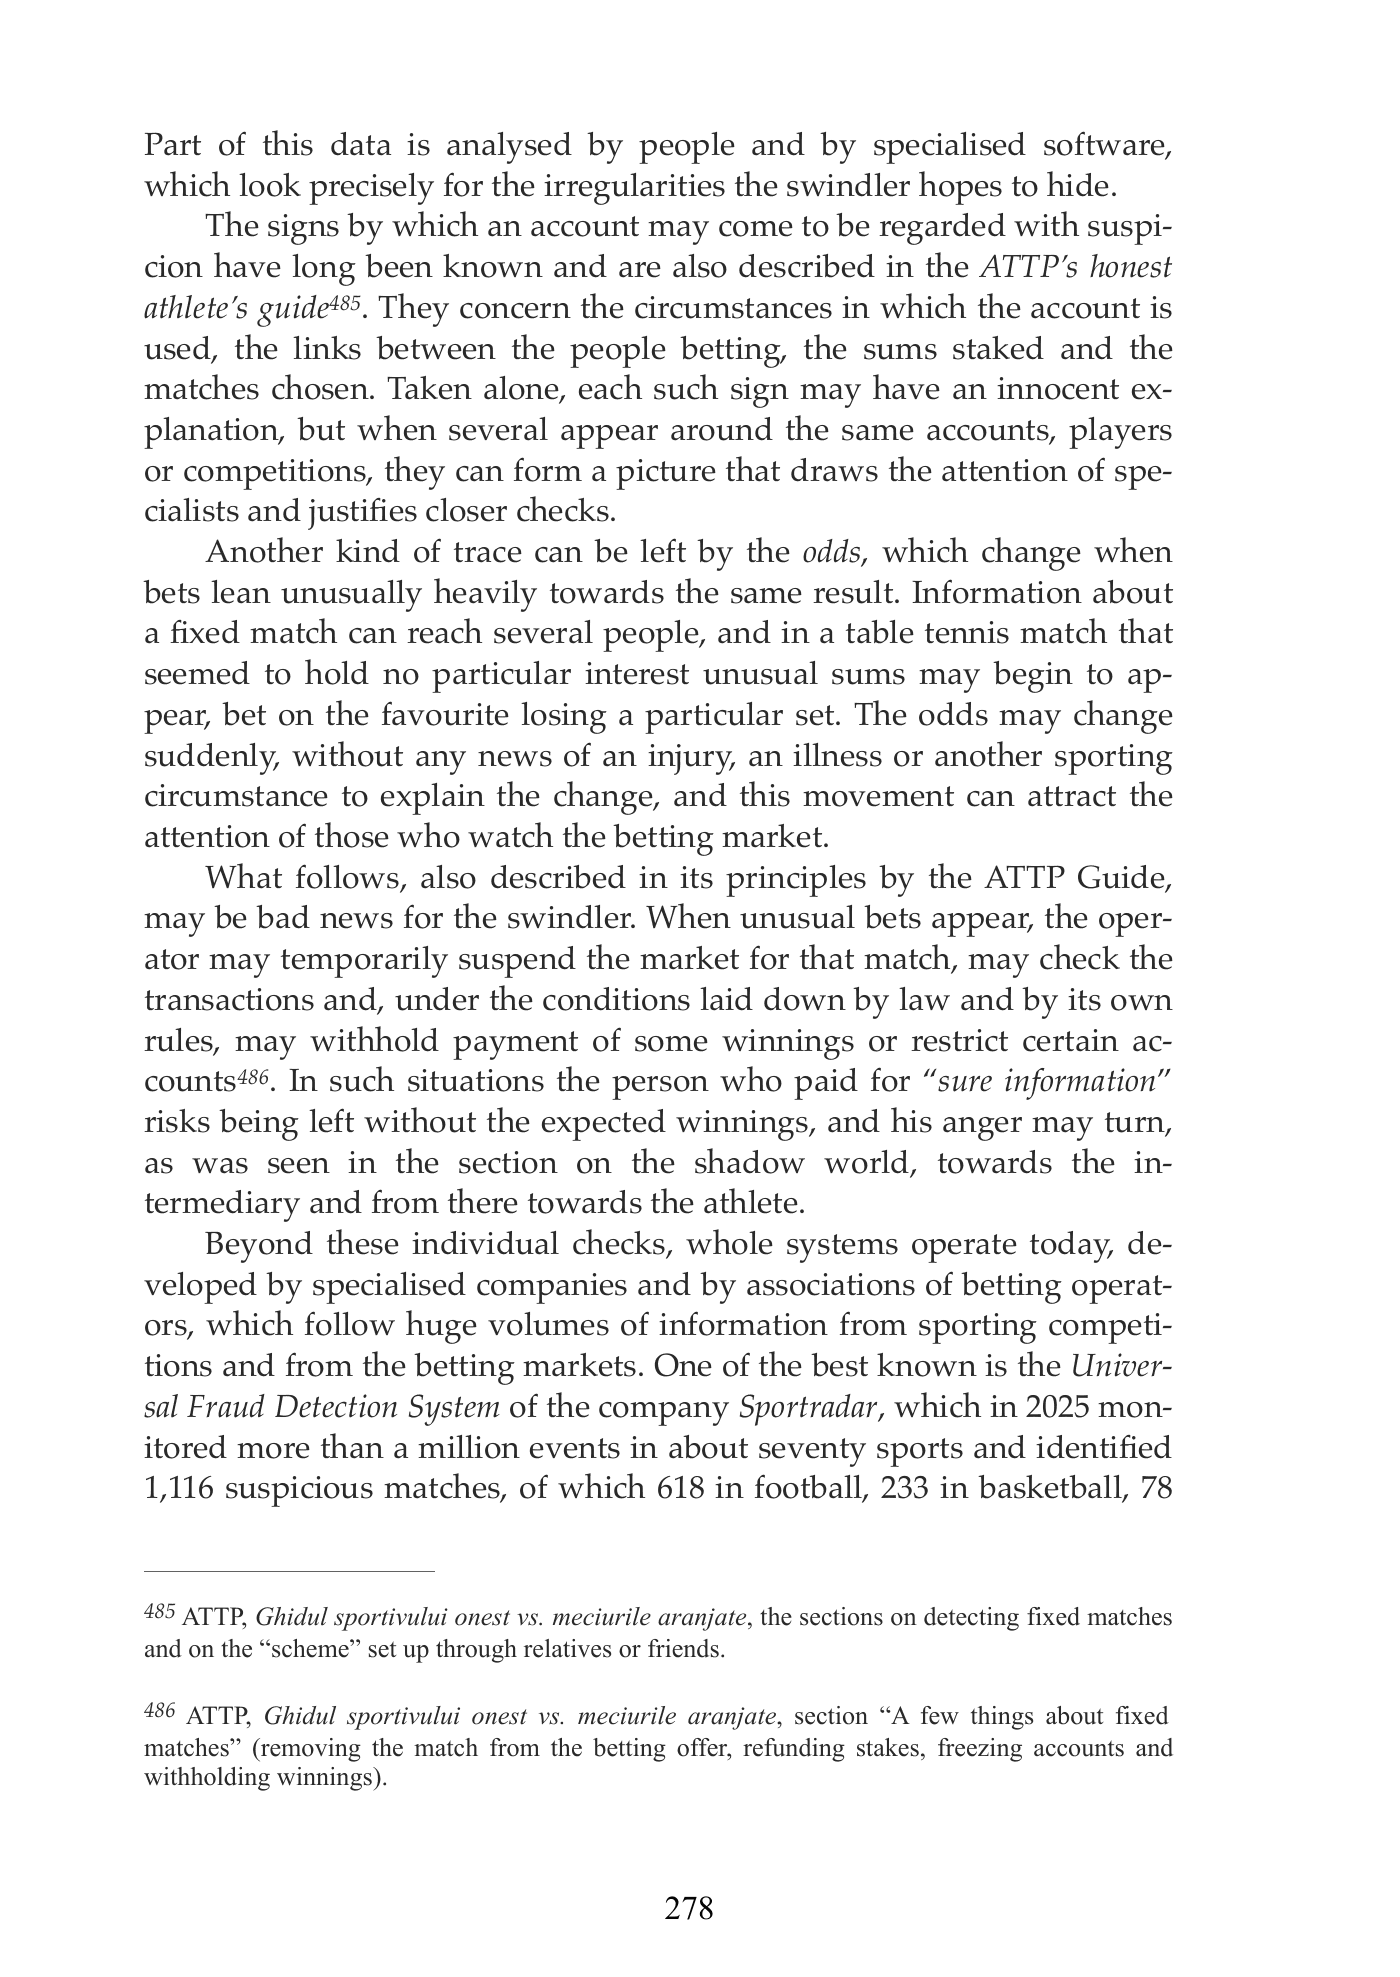 Part of this data is analysed by people and by specialised software,
which look precisely for the irregularities the swindler hopes to hide.
The signs by which an account may come to be regarded with suspi-
cion have long been known and are also described in the ATTP’s honest
athlete’s guide485. They concern the circumstances in which the account is
used, the links between the people betting, the sums staked and the
matches chosen. Taken alone, each such sign may have an innocent ex-
planation, but when several appear around the same accounts, players
or competitions, they can form a picture that draws the attention of spe-
cialists and justifies closer checks.
Another kind of trace can be left by the odds, which change when
bets lean unusually heavily towards the same result. Information about
a fixed match can reach several people, and in a table tennis match that
seemed to hold no particular interest unusual sums may begin to ap-
pear, bet on the favourite losing a particular set. The odds may change
suddenly, without any news of an injury, an illness or another sporting
circumstance to explain the change, and this movement can attract the
attention of those who watch the betting market.
What follows, also described in its principles by the ATTP Guide,
may be bad news for the swindler. When unusual bets appear, the oper-
ator may temporarily suspend the market for that match, may check the
transactions and, under the conditions laid down by law and by its own
rules, may withhold payment of some winnings or restrict certain ac-
counts486. In such situations the person who paid for “sure information”
risks being left without the expected winnings, and his anger may turn,
as was seen in the section on the shadow world, towards the in-
termediary and from there towards the athlete.
Beyond these individual checks, whole systems operate today, de-
veloped by specialised companies and by associations of betting operat-
ors, which follow huge volumes of information from sporting competi-
tions and from the betting markets. One of the best known is the Univer-
sal Fraud Detection System of the company Sportradar, which in 2025 mon-
itored more than a million events in about seventy sports and identified
1,116 suspicious matches, of which 618 in football, 233 in basketball, 78
485 ATTP, Ghidul sportivului onest vs. meciurile aranjate, the sections on detecting fixed matches
and on the “scheme” set up through relatives or friends.
486 ATTP, Ghidul sportivului onest vs. meciurile aranjate, section “A few things about fixed
matches” (removing the match from the betting offer, refunding stakes, freezing accounts and
withholding winnings).
278